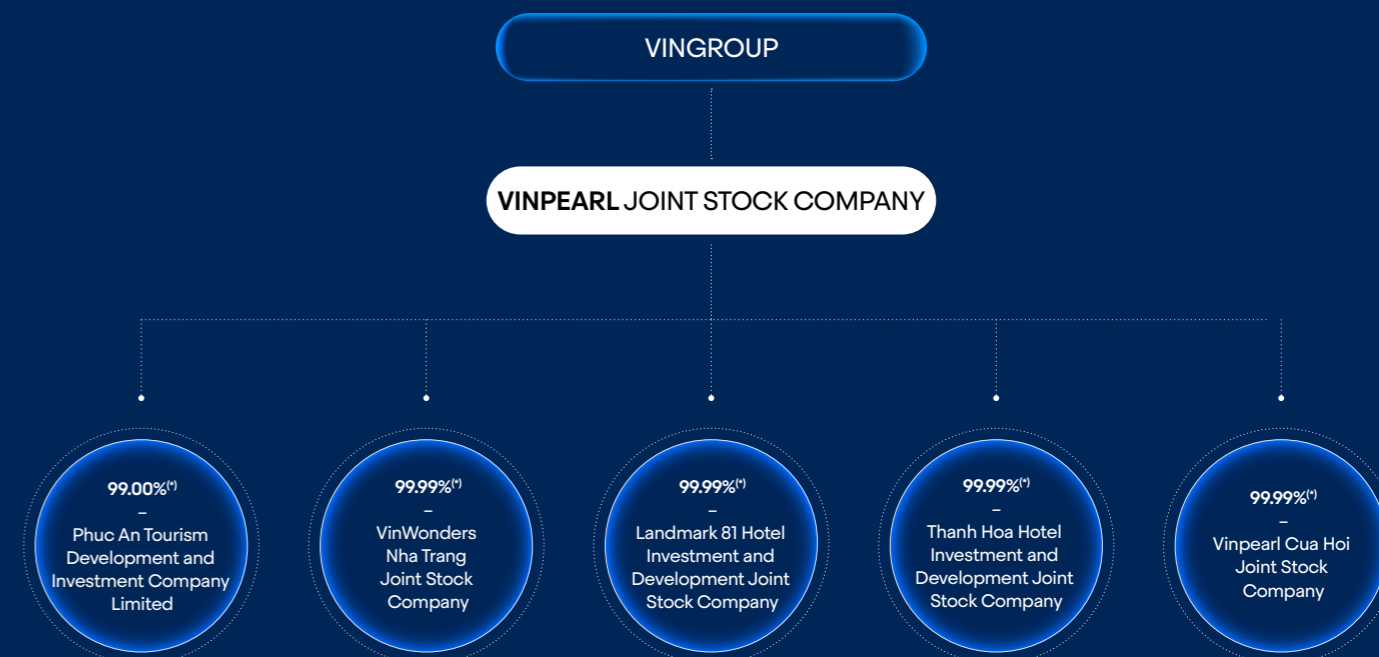 VINGROUP
VINPEARL JOINT STOCK COMPANY
99.00%(*)
–
Phuc An Tourism
Development and
Investment Company
Limited
99.99%(*)
–
VinWonders
Nha Trang
Joint Stock
Company
99.99%(*)
–
Landmark 81 Hotel
Investment and
Development Joint
Stock Company
99.99%(*)
–
Thanh Hoa Hotel
Investment and
Development Joint
Stock Company
99.99%(*)
–
Vinpearl Cua Hoi
Joint Stock
Company